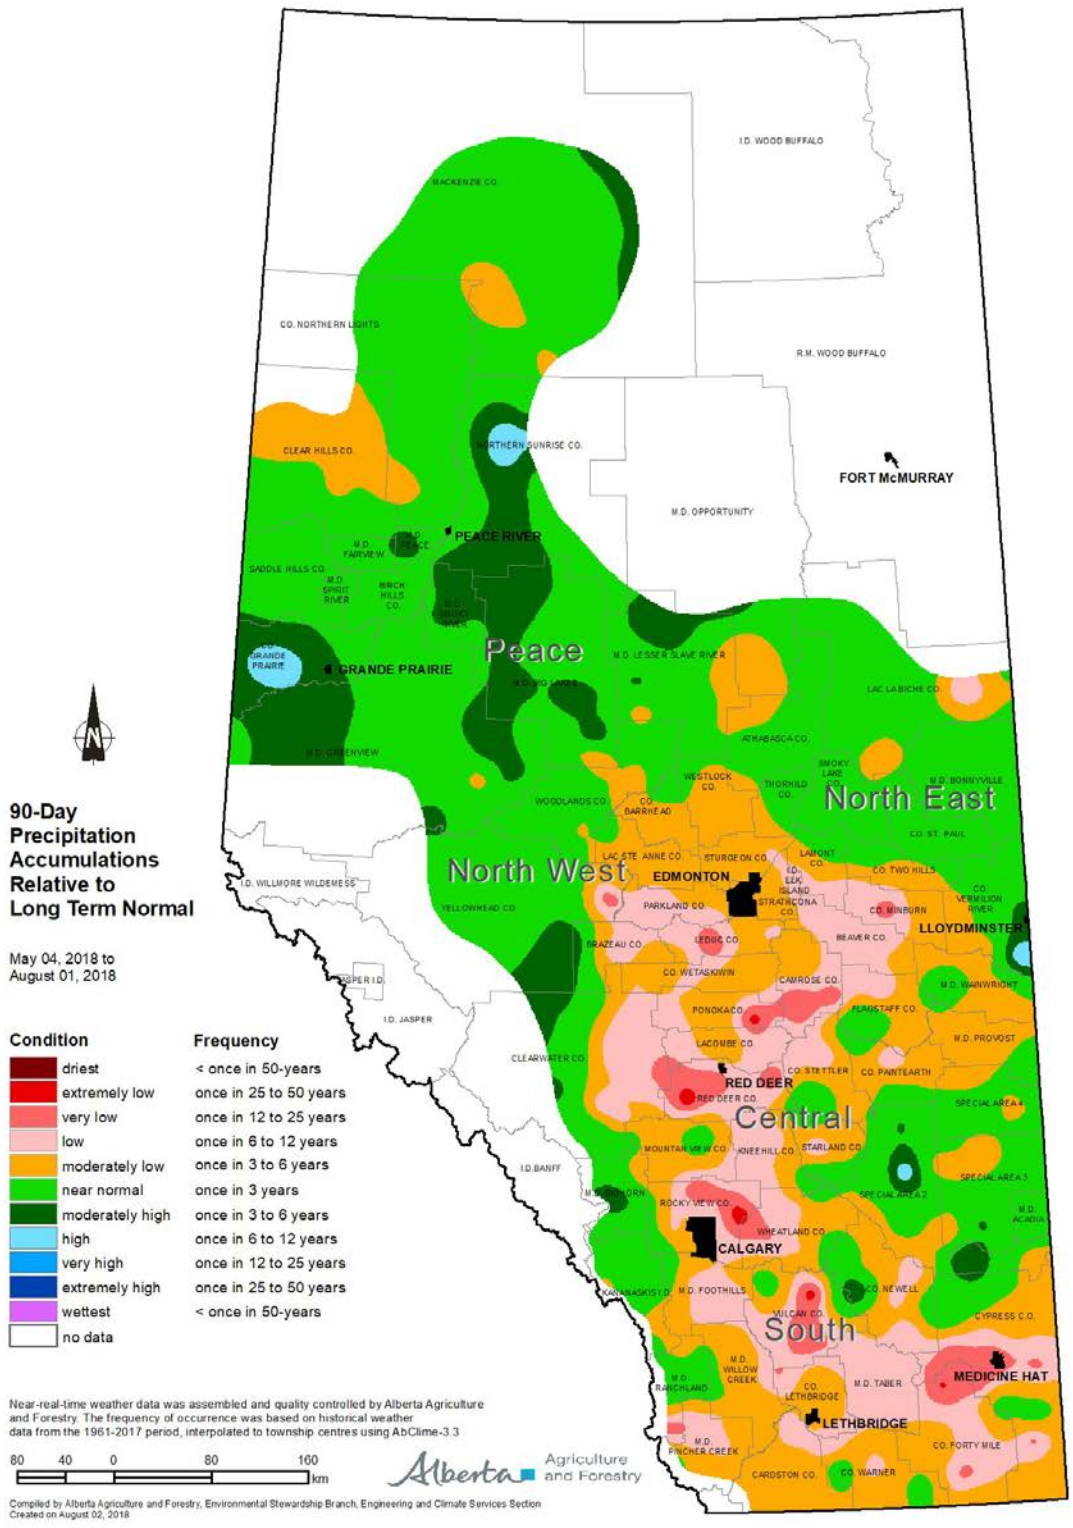 I.D. WOOD BUFFALO
MACKENZIE CO.
CO. NORTHERN LIGHTS
R.M. WOOD BUFFALO
CLEAR HILLS CO.
NORTHERN SUNRISE CO.
FORT McMURRAY
M.D. OPPORTUNITY
PEACE RIVER
M.D.
PEACE
M.D.
FAIRVIEW
SADDLE HILLS CO.
M.D.
SPIRIT
RIVER
BIRCH
HILLS
CO.
M.D.
SMOKY
RIVER
Peace
CO.
GRANDE
PRAIRIE
GRANDE PRAIRIE
M.D. LESSER SLAVE RIVER
M.D. BIG LAKES
LAC LA BICHE CO.
N
M.D. GREENVIEW
ATHABASCA CO.
SMOKY
LAKE
CO.
WESTLOCK
CO.
THORHILD
CO.
M.D. BONNYVILLE
North East
WOODLANDS CO.
CO.
BARRHEAD
CO. ST. PAUL
90-Day
Precipitation
Accumulations
Relative to
Long Term Normal
May 04, 2018 to
August 01, 2018
North West
LAC STE ANNE CO.
STURGEON CO.
LAMONT
CO.
CO. TWO HILLS
EDMONTON
I.D.
ELK
ISLAND
STRATHCONA
CO.
I.D. WILLMORE WILDERNESS
PARKLAND CO.
CO.
VERMILION
RIVER
YELLOWHEAD CO.
CO. MINBURN
LLOYDMINSTER
BRAZEAU CO.
LEDUC CO.
BEAVER CO.
CO. WETASKIWIN
CAMROSE CO.
JASPER I.D.
M.D. WAINWRIGHT
I.D. JASPER
PONOKA CO.
FLAGSTAFF CO.
LACOMBE CO.
M.D. PROVOST
CLEARWATER CO.
CO. STETTLER
CO. PAINTEARTH
RED DEER
RED DEER CO.
SPECIAL AREA 4
Central
MOUNTAIN VIEW CO.
KNEEHILL CO.
STARLAND CO.
I.D. BANFF
SPECIAL AREA 3
M.D. BIGHORN
SPECIAL AREA 2
ROCKY VIEW CO.
M.D.
ACADIA
WHEATLAND CO.
CALGARY
KANANASKIS I.D.
M.D. FOOTHILLS
CO. NEWELL
VULCAN CO.
CYPRESS CO.
South
M.D.
WILLOW
CREEK
MEDICINE HAT
M.D.
RANCHLAND
CO.
LETHBRIDGE
M.D. TABER
LETHBRIDGE
M.D.
PINCHER CREEK
CO. FORTY MILE
CARDSTON CO.
CO. WARNER
Condition Frequency
driest < once in 50-years
extremely low once in 25 to 50 years
very low once in 12 to 25 years
low once in 6 to 12 years
moderately low once in 3 to 6 years
near normal once in 3 years
moderately high once in 3 to 6 years
high once in 6 to 12 years
very high once in 12 to 25 years
extremely high once in 25 to 50 years
wettest < once in 50-years
no data
Near-real-time weather data was assembled and quality controlled by Alberta Agriculture
and Forestry. The frequency of occurrence was based on historical weather
data from the 1961-2017 period, interpolated to township centres using AbClime-3.3
80 40 0 80 160
km
Alberta Agriculture
and Forestry
Compiled by Alberta Agriculture and Forestry, Environmental Stewardship Branch, Engineering and Climate Services Section
Created on August 02, 2018